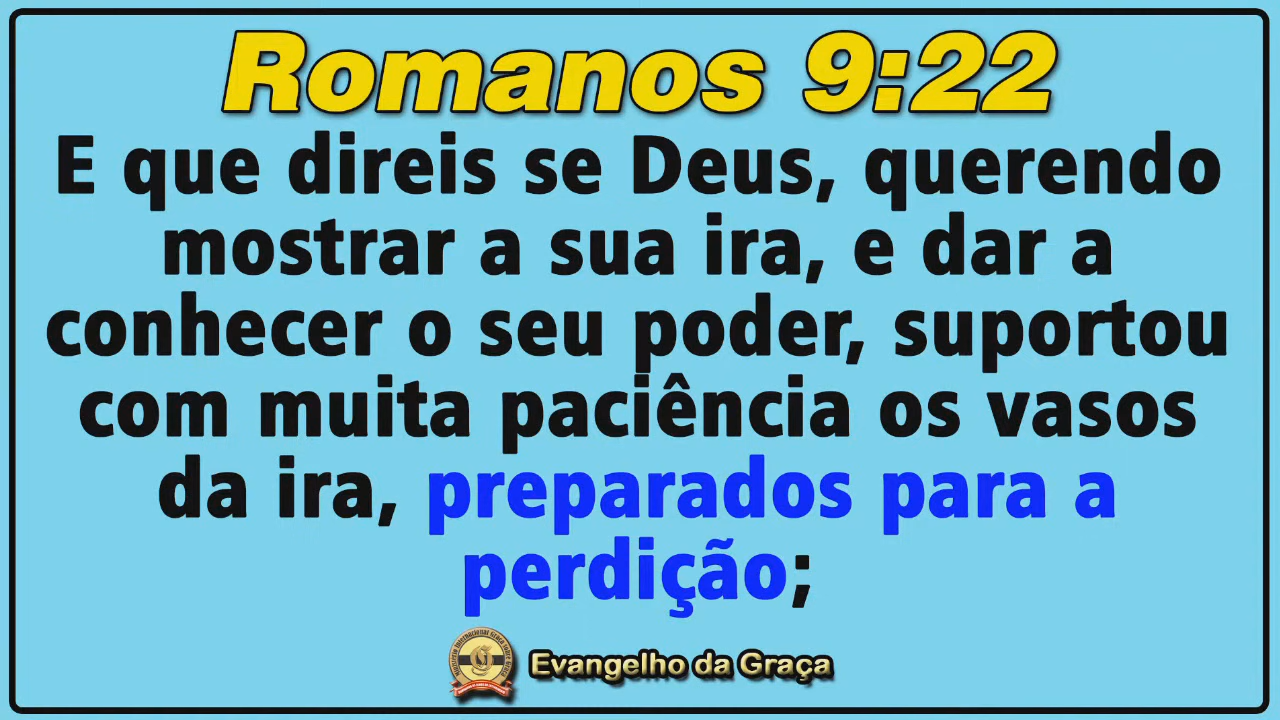 Romanos 9:22
E que direis se Deus, querendo
mostrar a sua ira, e dar a
conhecer o seu poder, suportou
com muita paciência os vasos
da ira, preparados para a
perdição;
Evangelho da Graça